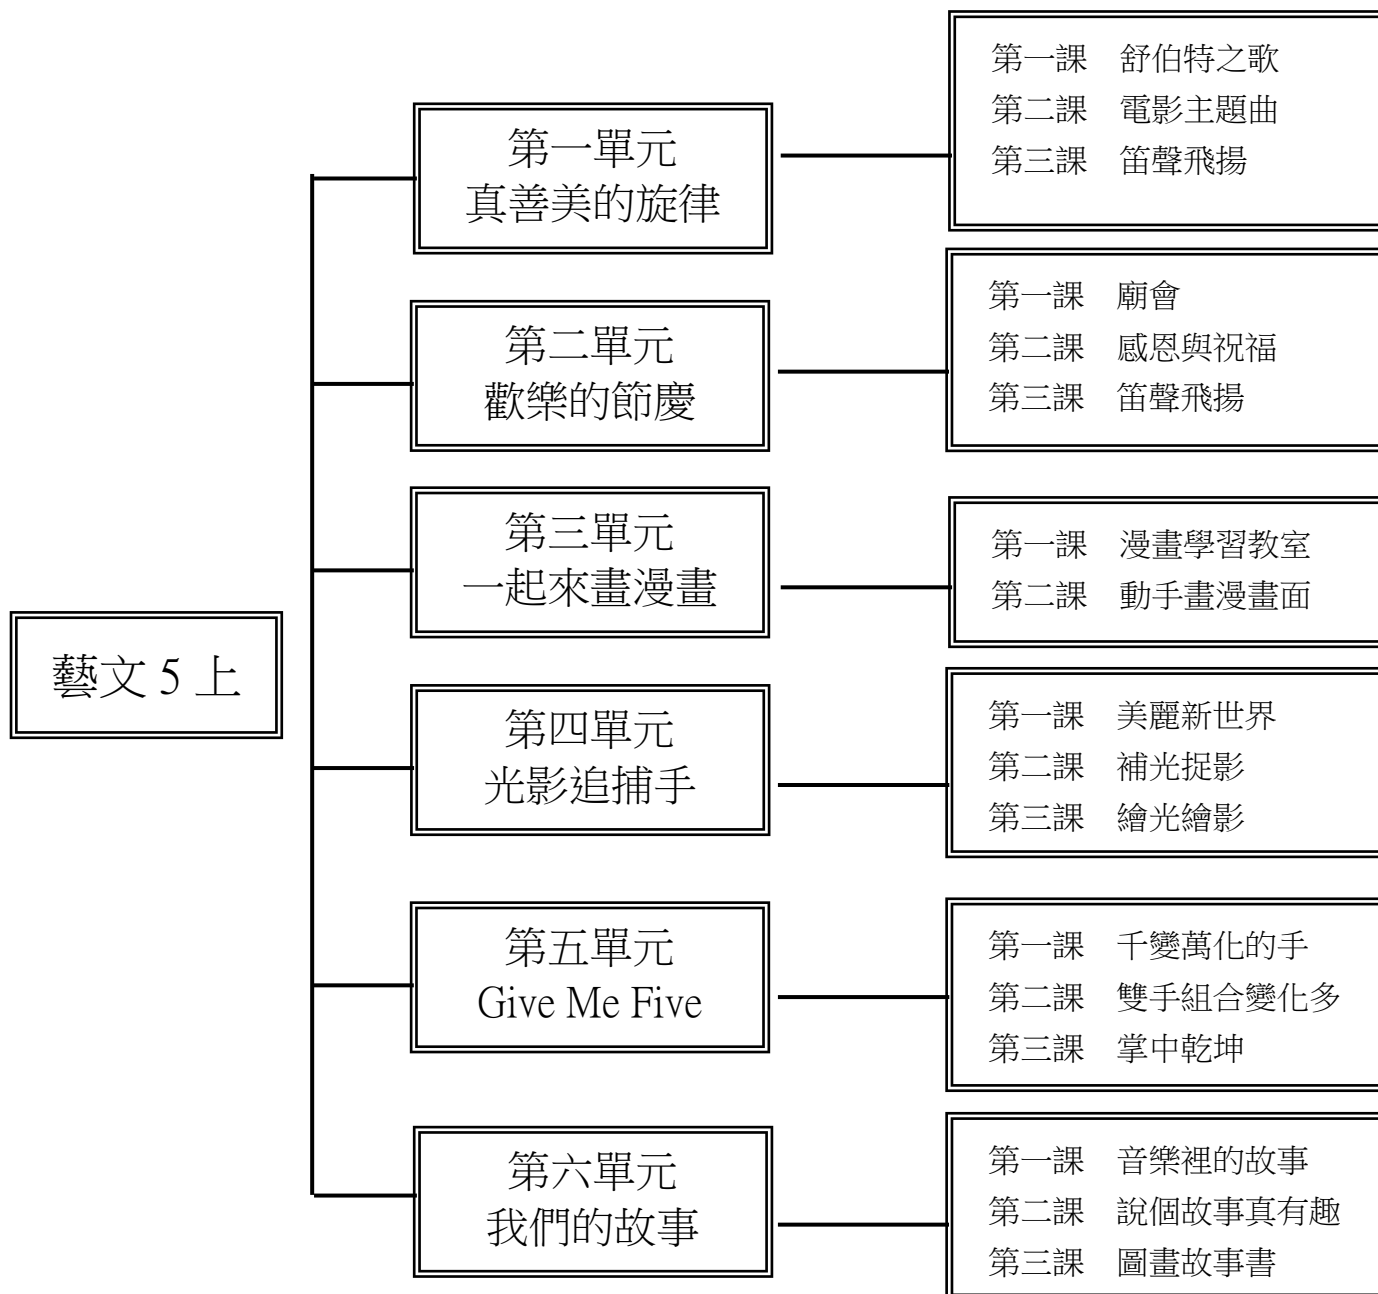 藝文 5 上
第一單元
真善美的旋律
第一課　舒伯特之歌
第二課　電影主題曲
第三課　笛聲飛揚
第二單元
歡樂的節慶
第一課　廟會
第二課　感恩與祝福
第三課　笛聲飛揚
第三單元
一起來畫漫畫
第一課　漫畫學習教室
第二課　動手畫漫畫面
第四單元
光影追捕手
第一課　美麗新世界
第二課　補光捉影
第三課　繪光繪影
第五單元
Give Me Five
第一課　千變萬化的手
第二課　雙手組合變化多
第三課　掌中乾坤
第六單元
我們的故事
第一課　音樂裡的故事
第二課　說個故事真有趣
第三課　圖畫故事書